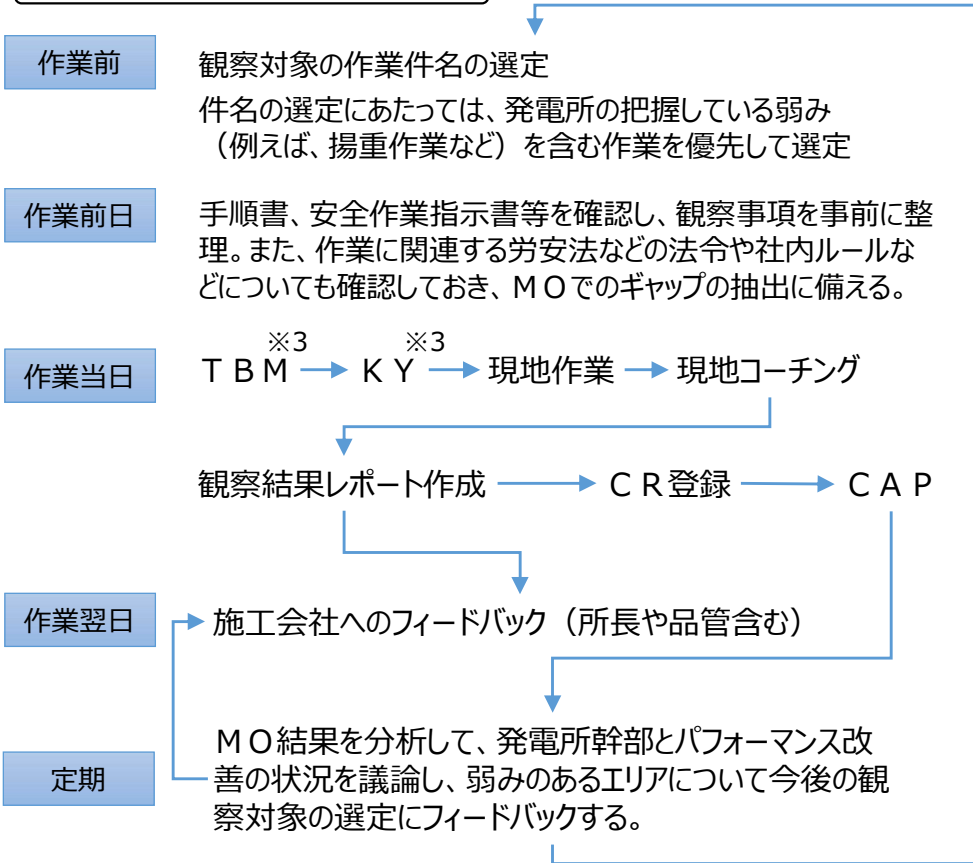 作業前
観察対象の作業件名の選定
件名の選定にあたっては、発電所の把握している弱み
（例えば、揚重作業など）を含む作業を優先して選定
作業前日
手順書、安全作業指示書等を確認し、観察事項を事前に整
理。また、作業に関連する労安法などの法令や社内ルールな
どについても確認しておき、ＭＯでのギャップの抽出に備える。
作業当日
※3 ※3
ＴＢＭ → ＫＹ → 現地作業 → 現地コーチング
観察結果レポート作成 → ＣＲ登録 → ＣＡＰ
作業翌日
施工会社へのフィードバック（所長や品管含む）
定期
ＭＯ結果を分析して、発電所幹部とパフォーマンス改
善の状況を議論し、弱みのあるエリアについて今後の観
察対象の選定にフィードバックする。